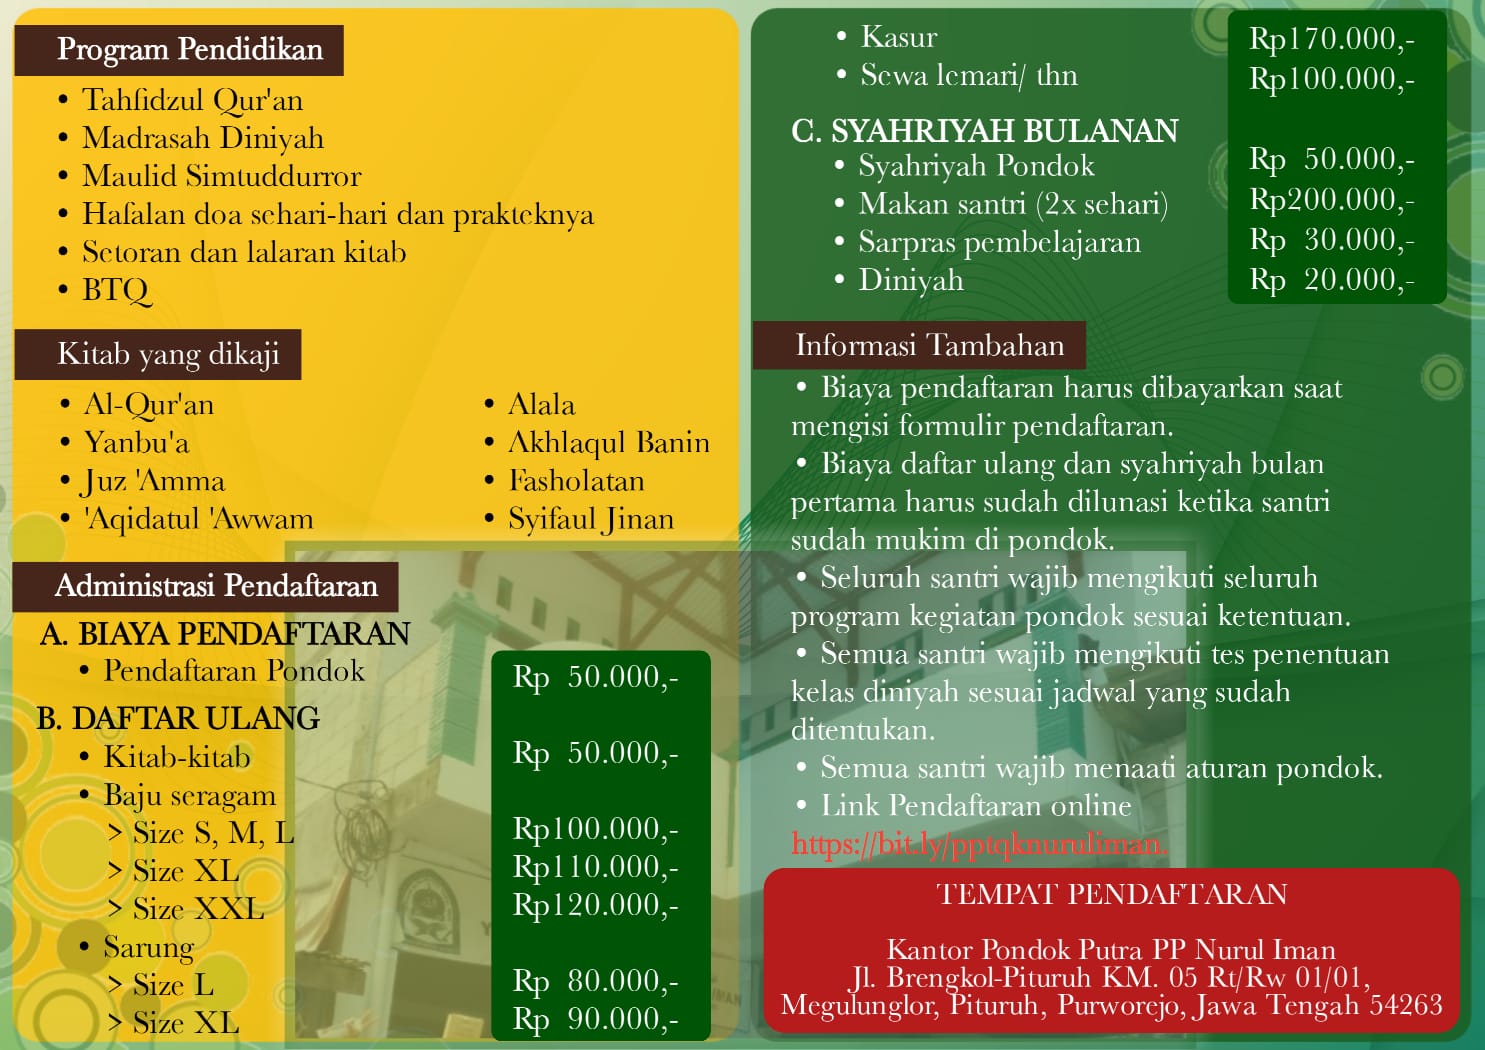 Program Pendidikan
• Tahfidzul Qur'an
• Madrasah Diniyah
• Maulid Simtuddurror
• Hafalan doa sehari-hari dan prakteknya
• Setoran dan lalaran kitab
• BTQ
Kitab yang dikaji
• Al-Qur'an
• Yanbu'a
• Juz 'Amma
• 'Aqidatul 'Awwam
• Alala
• Akhlaqul Banin
• Fasholatan
• Syifaul Jinan
Administrasi Pendaftaran
A. BIAYA PENDAFTARAN
• Pendaftaran Pondok Rp 50.000,-
B. DAFTAR ULANG
• Kitab-kitab Rp 50.000,-
• Baju seragam
> Size S, M, L Rp100.000,-
> Size XL Rp110.000,-
> Size XXL Rp120.000,-
• Sarung
> Size L Rp 80.000,-
> Size XL Rp 90.000,-
• Kasur Rp170.000,-
• Sewa lemari/ thn Rp100.000,-
C. SYAHRIYAH BULANAN
• Syahriyah Pondok Rp 50.000,-
• Makan santri (2x sehari) Rp200.000,-
• Sarpras pembelajaran Rp 30.000,-
• Diniyah Rp 20.000,-
Informasi Tambahan
• Biaya pendaftaran harus dibayarkan saat
mengisi formulir pendaftaran.
• Biaya daftar ulang dan syahriyah bulan
pertama harus sudah dilunasi ketika santri
sudah mukim di pondok.
• Seluruh santri wajib mengikuti seluruh
program kegiatan pondok sesuai ketentuan.
• Semua santri wajib mengikuti tes penentuan
kelas diniyah sesuai jadwal yang sudah
ditentukan.
• Semua santri wajib menaati aturan pondok.
• Link Pendaftaran online
https://bit.ly/pptqknuruliman.
TEMPAT PENDAFTARAN
Kantor Pondok Putra PP Nurul Iman
Jl. Brengkol-Pituruh KM. 05 Rt/Rw 01/01,
Megulunglor, Pituruh, Purworejo, Jawa Tengah 54263